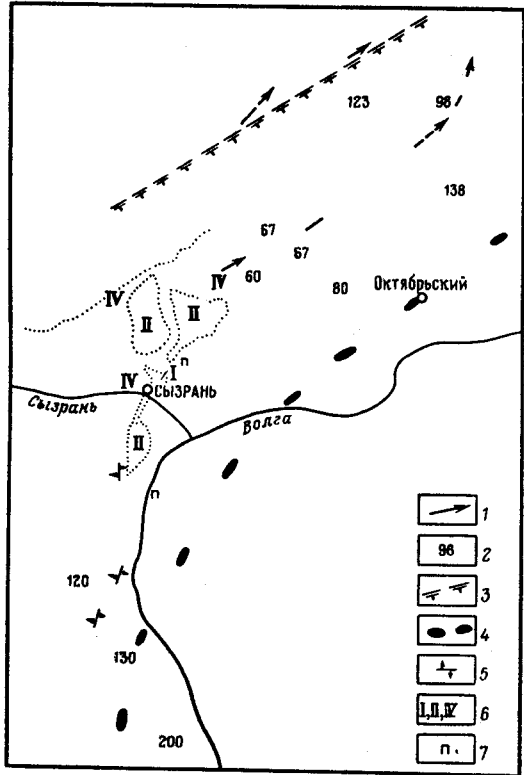 123
96
138
67
67
IV
IV
60
II
II
80
Октябрьский
п
I
IV
СЫЗРАНЬ
Сызрань
Волга
II
п
120
130
200
1
96
2
3
4
5
I,II,IV
6
п
7